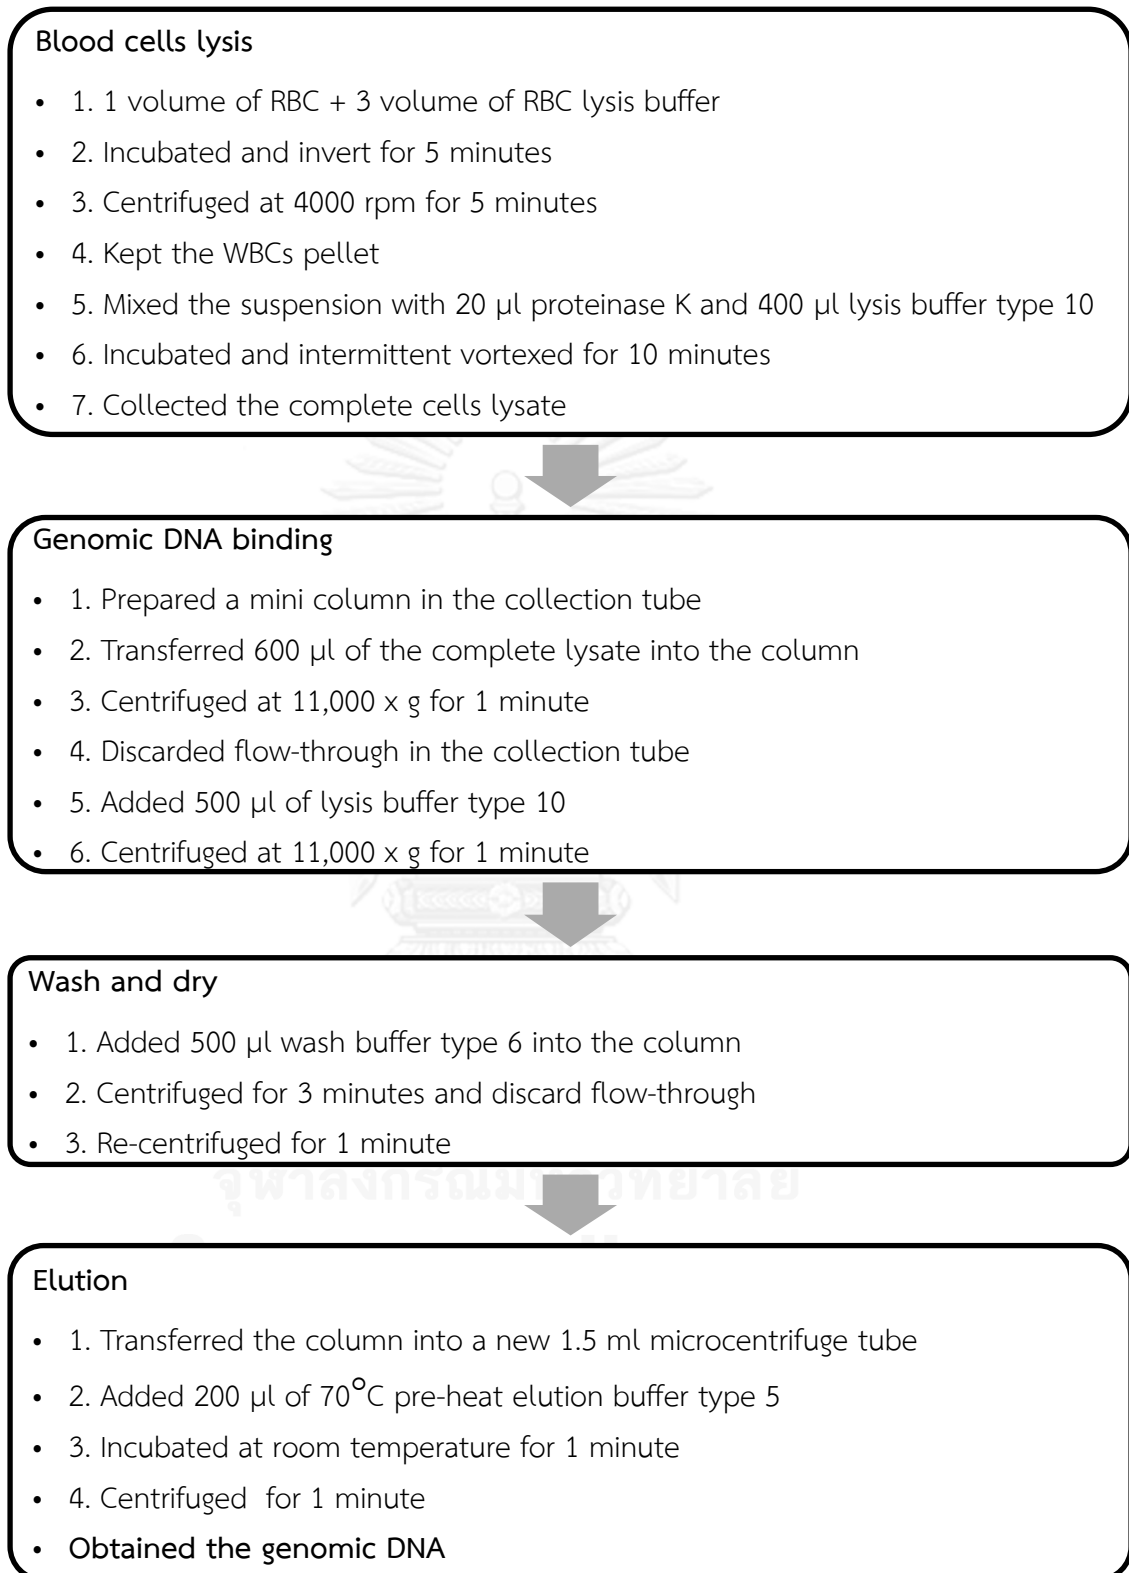 Blood cells lysis
• 1. 1 volume of RBC + 3 volume of RBC lysis buffer
• 2. Incubated and invert for 5 minutes
• 3. Centrifuged at 4000 rpm for 5 minutes
• 4. Kept the WBCs pellet
• 5. Mixed the suspension with 20 µl proteinase K and 400 µl lysis buffer type 10
• 6. Incubated and intermittent vortexed for 10 minutes
• 7. Collected the complete cells lysate
Genomic DNA binding
• 1. Prepared a mini column in the collection tube
• 2. Transferred 600 µl of the complete lysate into the column
• 3. Centrifuged at 11,000 x g for 1 minute
• 4. Discarded flow-through in the collection tube
• 5. Added 500 µl of lysis buffer type 10
• 6. Centrifuged at 11,000 x g for 1 minute
Wash and dry
• 1. Added 500 µl wash buffer type 6 into the column
• 2. Centrifuged for 3 minutes and discard flow-through
• 3. Re-centrifuged for 1 minute
Elution
• 1. Transferred the column into a new 1.5 ml microcentrifuge tube
• 2. Added 200 µl of 70°C pre-heat elution buffer type 5
• 3. Incubated at room temperature for 1 minute
• 4. Centrifuged for 1 minute
• Obtained the genomic DNA